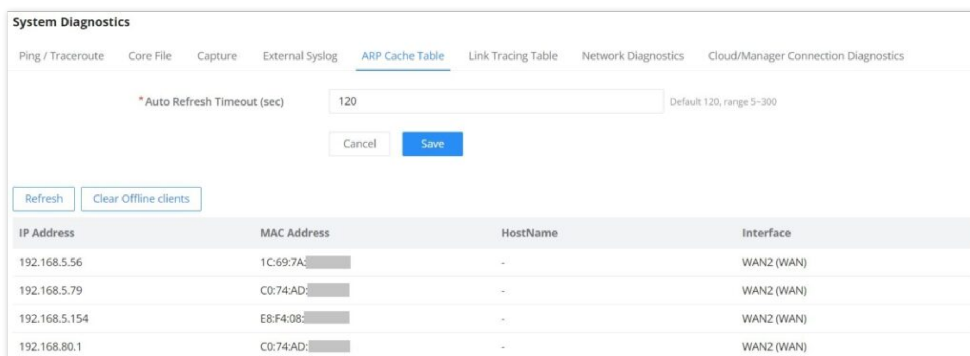 System Diagnostics
Ping / Traceroute Core File Capture External Syslog ARP Cache Table Link Tracing Table Network Diagnostics Cloud/Manager Connection Diagnostics
*Auto Refresh Timeout (sec) 120 Default 120, range 5~300
Cancel Save
Refresh Clear Offline clients
IP Address MAC Address HostName Interface
192.168.5.56 1C:69:7A: - WAN2 (WAN)
192.168.5.79 C0:74:AD: - WAN2 (WAN)
192.168.5.154 E8:F4:08: - WAN2 (WAN)
192.168.80.1 C0:74:AD: - WAN2 (WAN)